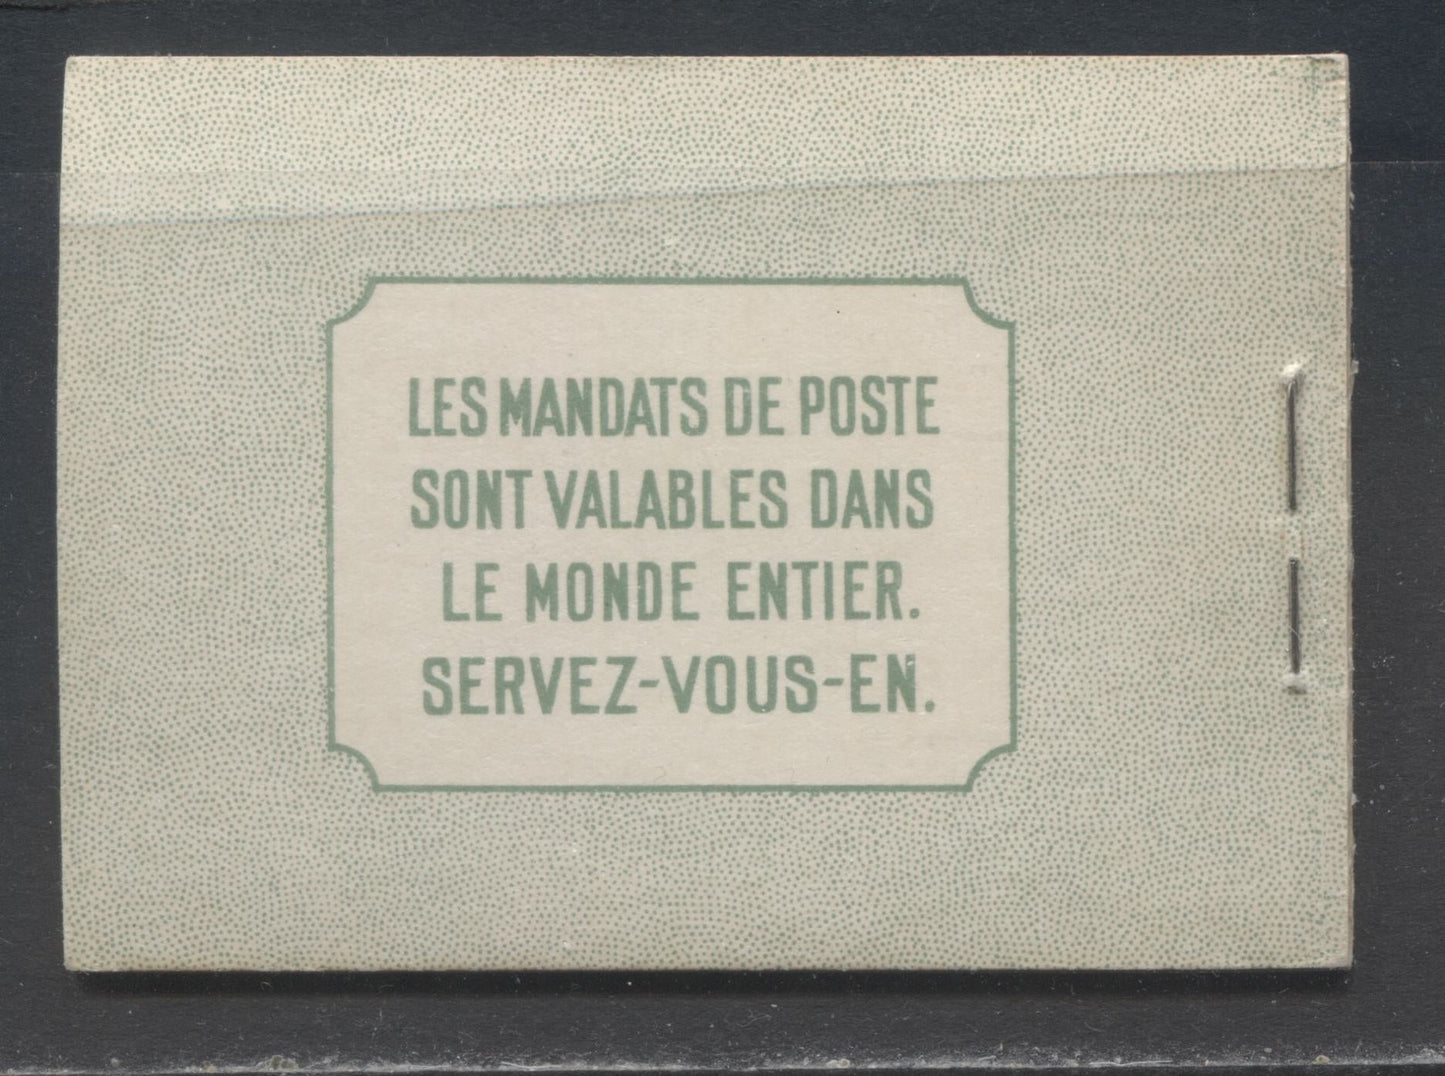 LES MANDATS DE POSTE
SONT VALABLES DANS
LE MONDE ENTIER.
SERVEZ-VOUS-EN.